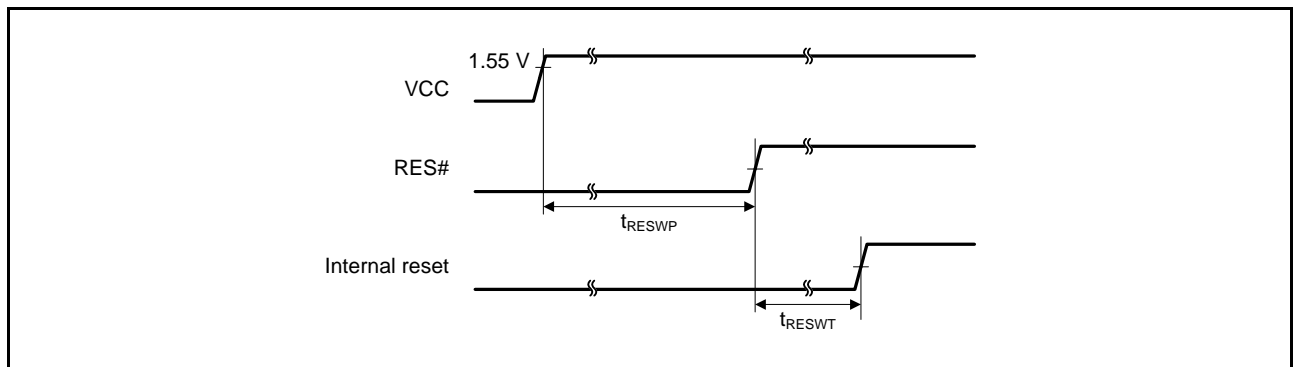 1.55 V
VCC
RES#
tRESWP
Internal reset
tRESWT